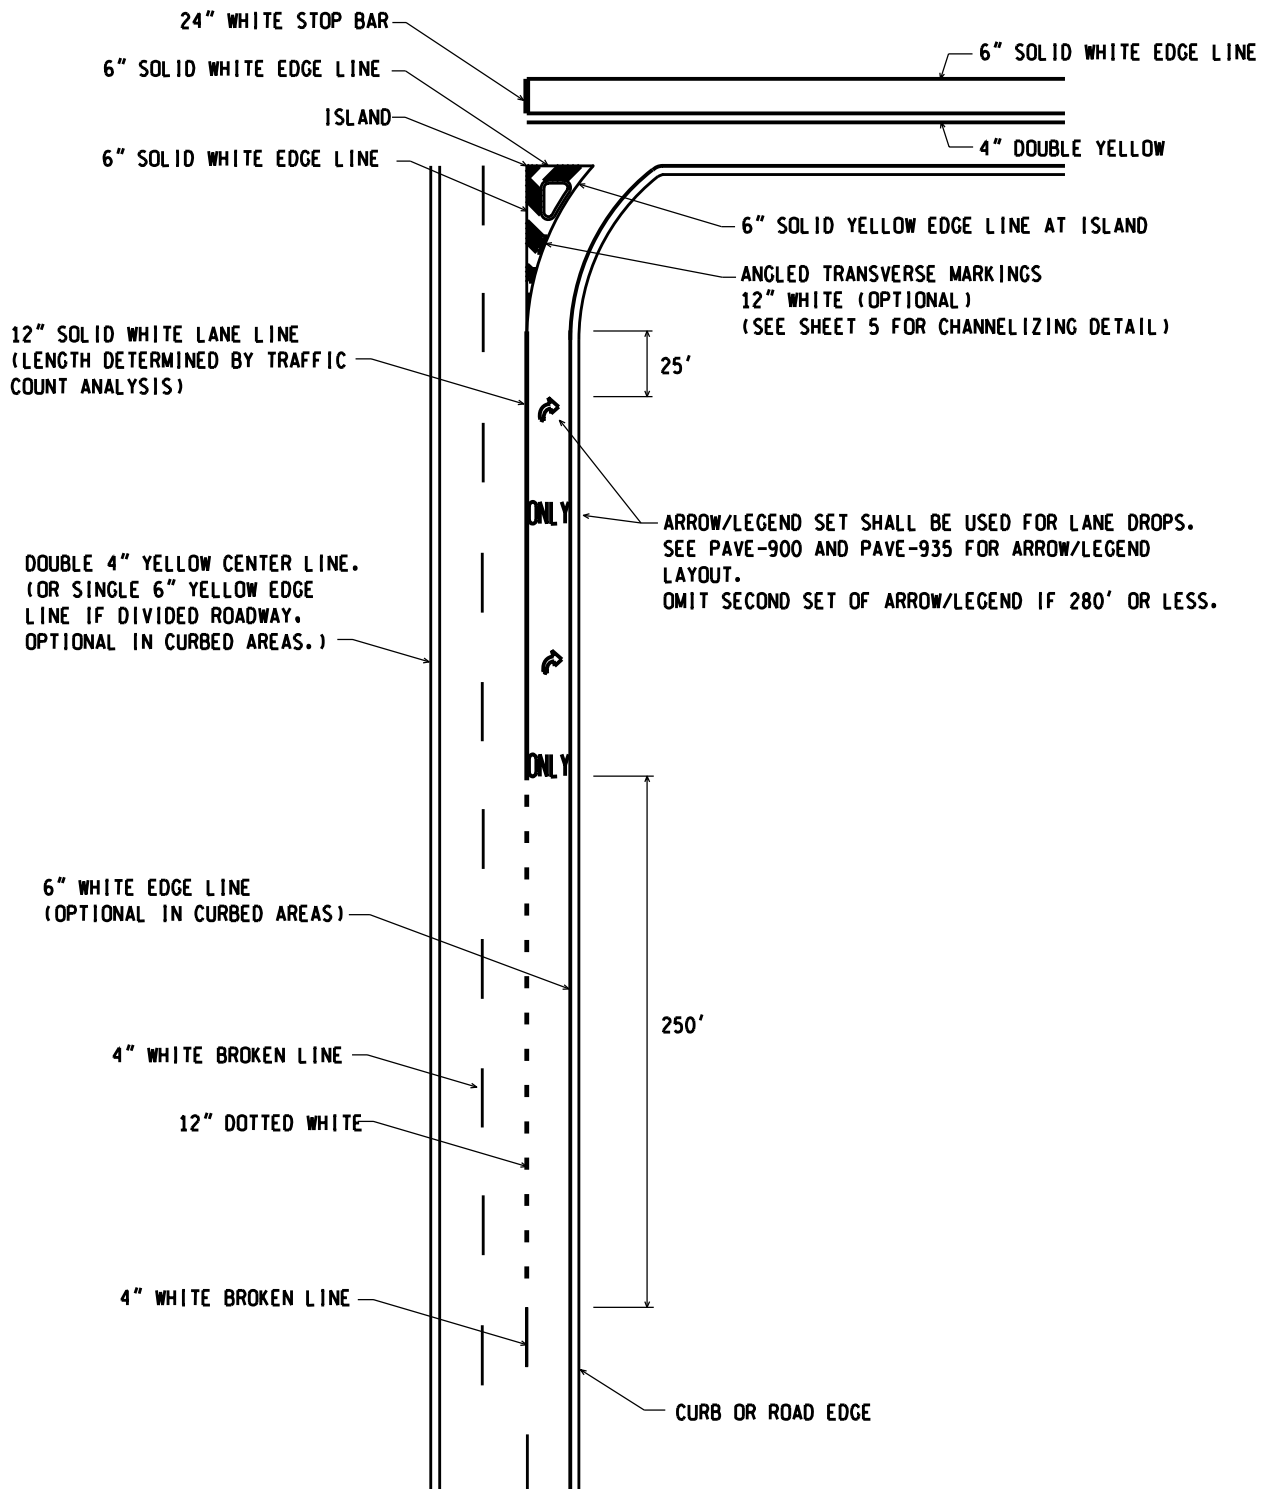 24" WHITE STOP BAR
6" SOLID WHITE EDGE LINE
6" SOLID WHITE EDGE LINE
ISLAND
6" SOLID WHITE EDGE LINE
4" DOUBLE YELLOW
6" SOLID YELLOW EDGE LINE AT ISLAND
ANGLED TRANSVERSE MARKINGS
12" WHITE (OPTIONAL)
(SEE SHEET 5 FOR CHANNELIZING DETAIL)
12" SOLID WHITE LANE LINE
(LENGTH DETERMINED BY TRAFFIC
COUNT ANALYSIS)
25'
ONLY
ARROW/LEGEND SET SHALL BE USED FOR LANE DROPS.
SEE PAVE-900 AND PAVE-935 FOR ARROW/LEGEND
LAYOUT.
OMIT SECOND SET OF ARROW/LEGEND IF 280' OR LESS.
DOUBLE 4" YELLOW CENTER LINE.
(OR SINGLE 6" YELLOW EDGE
LINE IF DIVIDED ROADWAY.
OPTIONAL IN CURBED AREAS.)
ONLY
6" WHITE EDGE LINE
(OPTIONAL IN CURBED AREAS)
250'
4" WHITE BROKEN LINE
12" DOTTED WHITE
4" WHITE BROKEN LINE
CURB OR ROAD EDGE